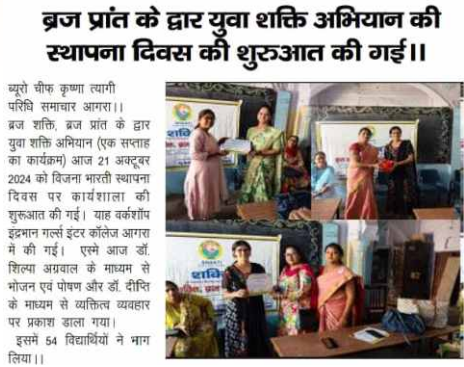 ब्रज प्रांत के द्वार युवा शक्ति अभियान की
स्थापना दिवस की शुरुआत की गई।।
ब्यूरो चीफ कृष्णा त्यागी
परिधि समाचार आगरा।।
ब्रज शक्ति, ब्रज प्रांत के द्वार
युवा शक्ति अभियान (एक सप्ताह
का कार्यक्रम) आज 21 अक्टूबर
2024 को विजना भारती स्थापना
दिवस पर कार्यशाला की
शुरूआत की गई। याह वर्कशॉप
इंद्रभान गर्ल्स इंटर कॉलेज आगरा
में की गई। एस्मे आज डॉ.
शिल्पा अग्रवाल के माध्यम से
भोजन एवं पोषण और डॉ. दीप्ति
के माध्यम से व्यक्तित्व व्यवहार
पर प्रकाश डाला गया।
इसमें 54 विद्यार्थियों ने भाग
लिया।।
शक्ति